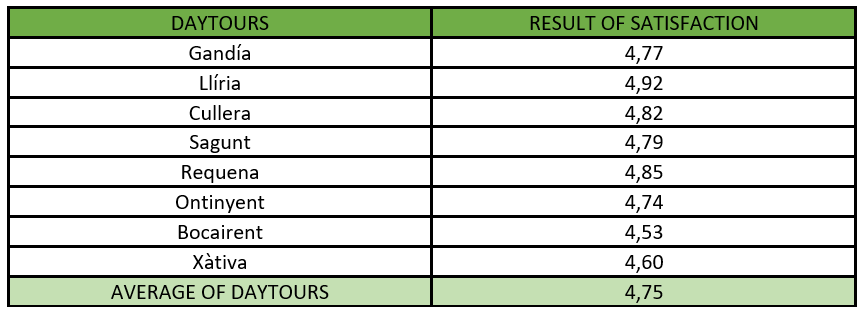 DAYTOURS RESULT OF SATISFACTION
Gandía 4,77
Llíria 4,92
Cullera 4,82
Sagunt 4,79
Requena 4,85
Ontinyent 4,74
Bocairent 4,53
Xàtiva 4,60
AVERAGE OF DAYTOURS 4,75